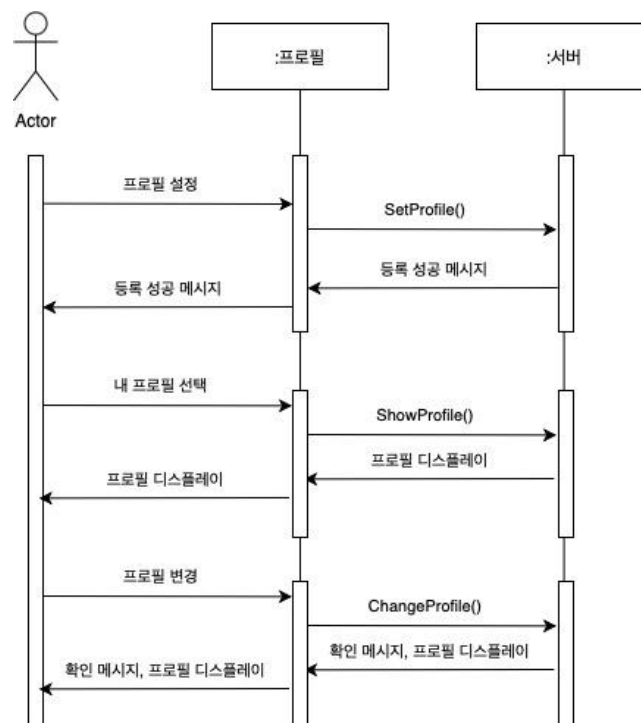 :프로필
:서버
Actor
프로필 설정
SetProfile()
등록 성공 메시지
등록 성공 메시지
내 프로필 선택
ShowProfile()
프로필 디스플레이
프로필 디스플레이
프로필 변경
ChangeProfile()
확인 메시지, 프로필 디스플레이
확인 메시지, 프로필 디스플레이